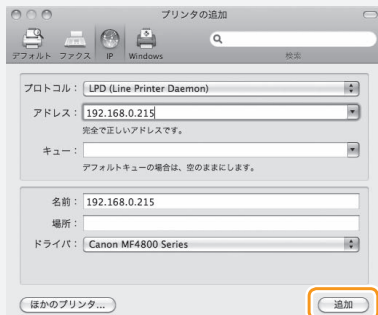 プリンタの追加
デフォルト ファクス IP Windows 検索
プロトコル： LPD (Line Printer Daemon)
アドレス： 192.168.0.215
完全で正しいアドレスです。
キュー：
デフォルトキューの場合は、空のままにします。
名前： 192.168.0.215
場所：
ドライバ： Canon MF4800 Series
ほかのプリンタ... 追加